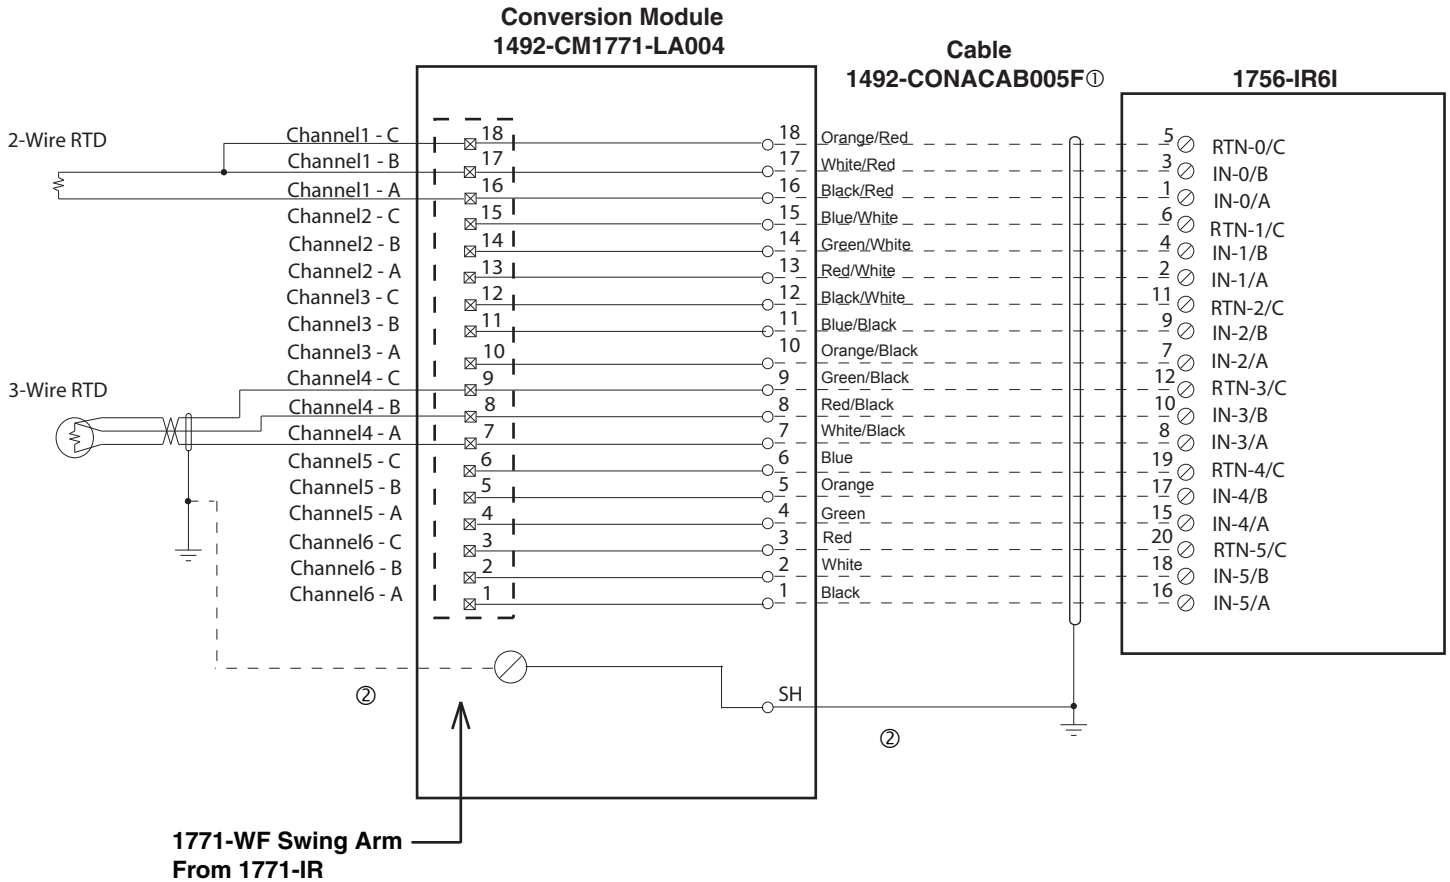 Conversion Module
1492-CM1771-LA004
Cable
1492-CONACAB005F①
1756-IR6I
2-Wire RTD
Channel1 - C 18 18 Orange/Red 5 RTN-0/C
Channel1 - B 17 17 White/Red 3 IN-0/B
Channel1 - A 16 16 Black/Red 1 IN-0/A
Channel2 - C 15 15 Blue/White 6 RTN-1/C
Channel2 - B 14 14 Green/White 4 IN-1/B
Channel2 - A 13 13 Red/White 2 IN-1/A
Channel3 - C 12 12 Black/White 11 RTN-2/C
Channel3 - B 11 11 Blue/Black 9 IN-2/B
Channel3 - A 10 10 Orange/Black 7 IN-2/A
3-Wire RTD
Channel4 - C 9 9 Green/Black 12 RTN-3/C
Channel4 - B 8 8 Red/Black 10 IN-3/B
Channel4 - A 7 7 White/Black 8 IN-3/A
Channel5 - C 6 6 Blue 19 RTN-4/C
Channel5 - B 5 5 Orange 17 IN-4/B
Channel5 - A 4 4 Green 15 IN-4/A
Channel6 - C 3 3 Red 20 RTN-5/C
Channel6 - B 2 2 White 18 IN-5/B
Channel6 - A 1 1 Black 16 IN-5/A
② SH
②
1771-WF Swing Arm
From 1771-IR